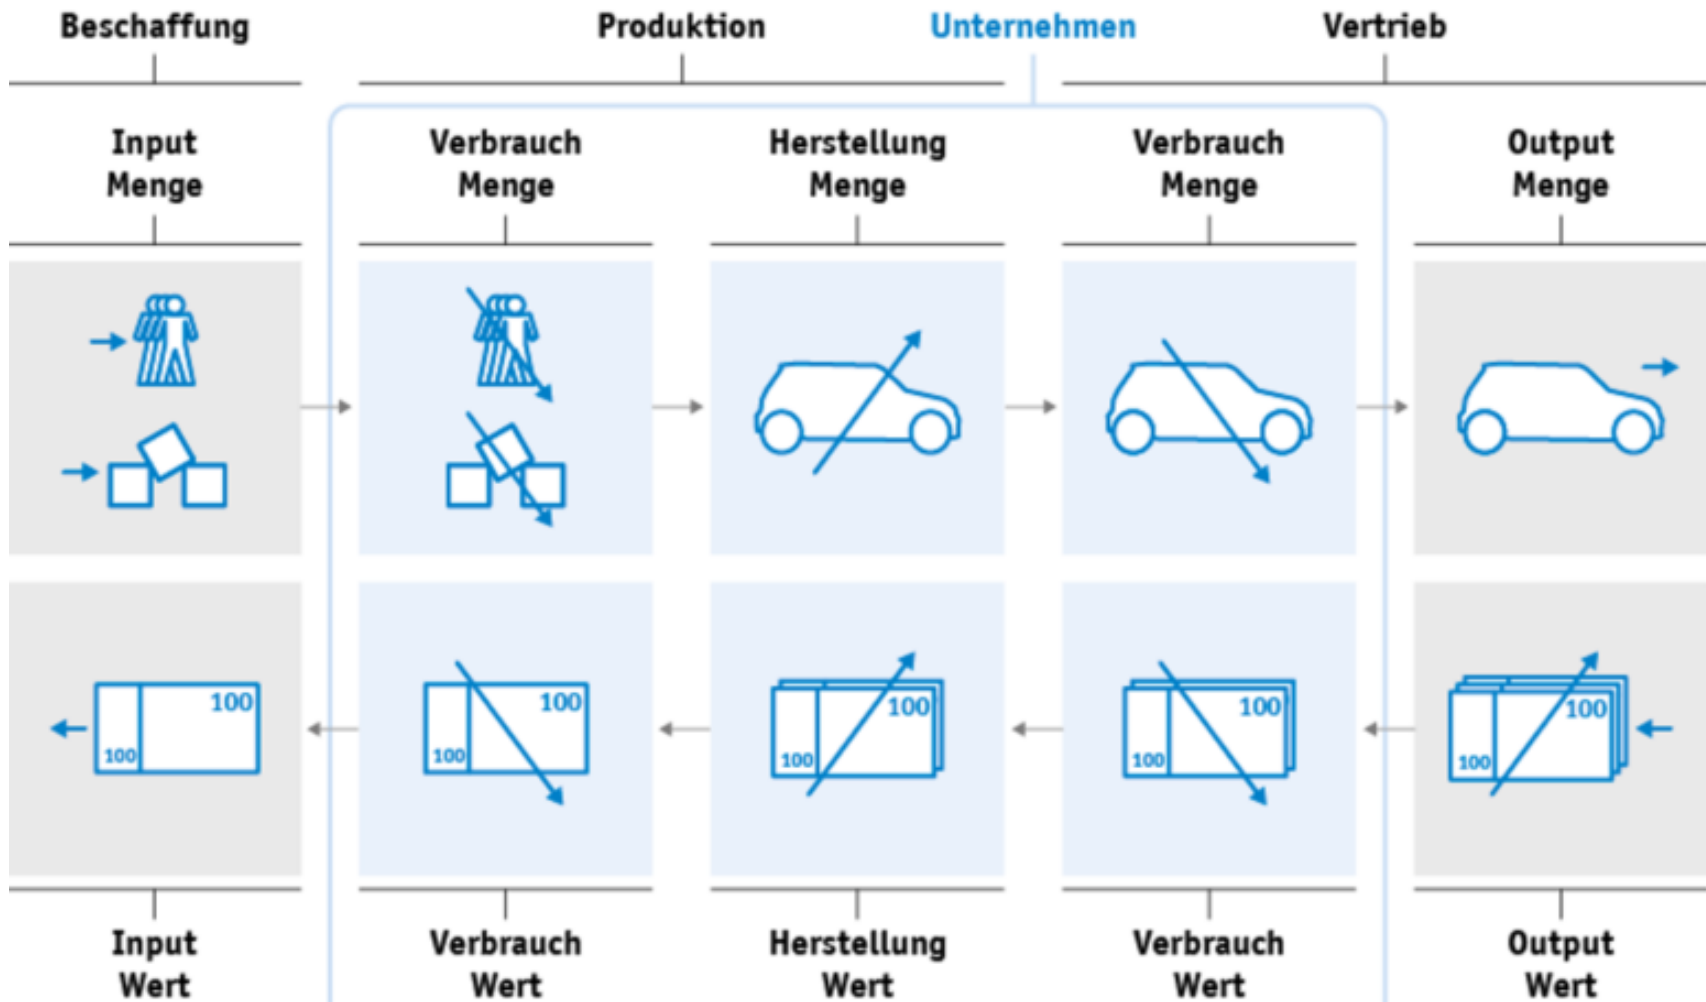 Beschaffung
Produktion
Unternehmen
Vertrieb
Input
Menge
Verbrauch
Menge
Herstellung
Menge
Verbrauch
Menge
Output
Menge
100
100
100
100
100
100
100
100
100
100
Input
Wert
Verbrauch
Wert
Herstellung
Wert
Verbrauch
Wert
Output
Wert